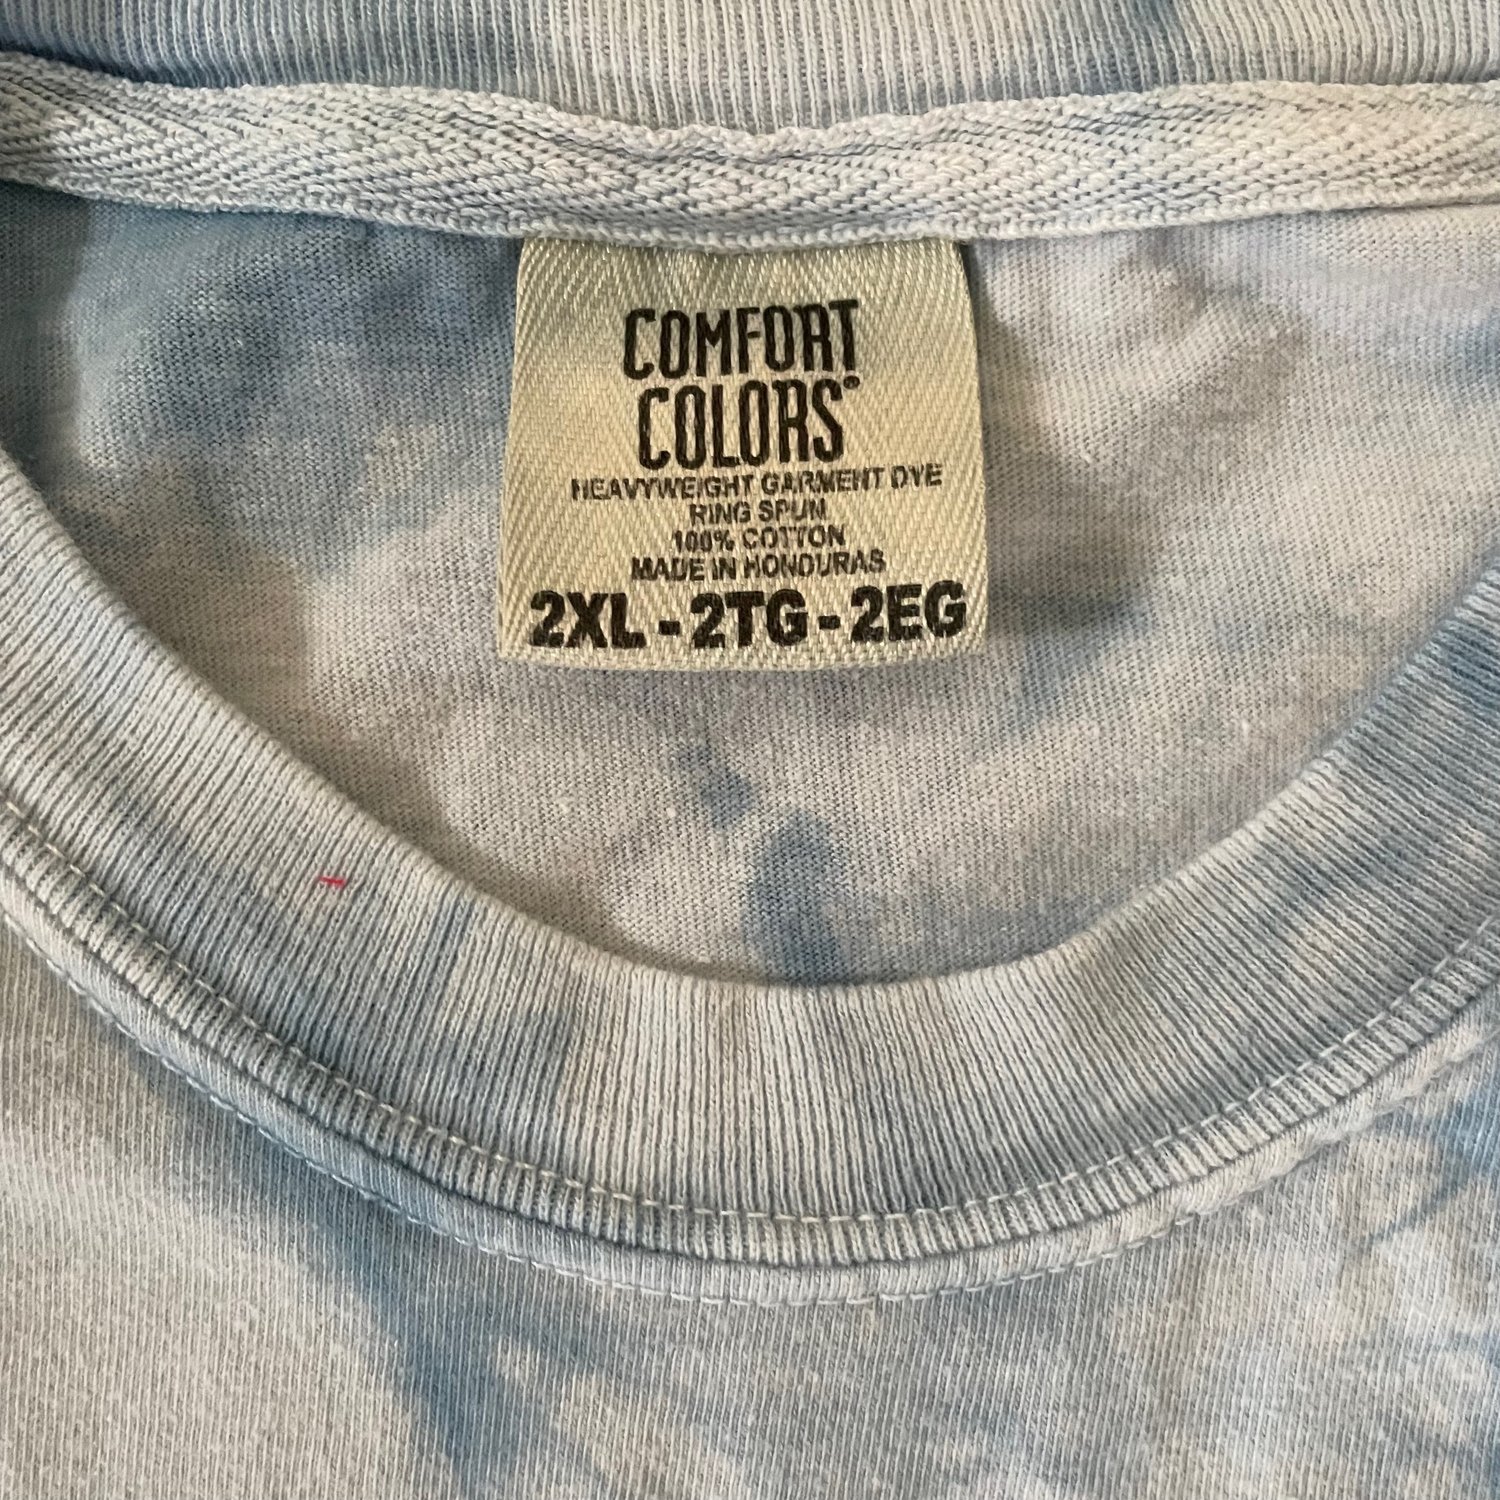 COMFORT
COLORS®
HEAVYWEIGHT GARMENT DYE
RING SPUN
100% COTTON
MADE IN HONDURAS
2XL - 2TG - 2EG